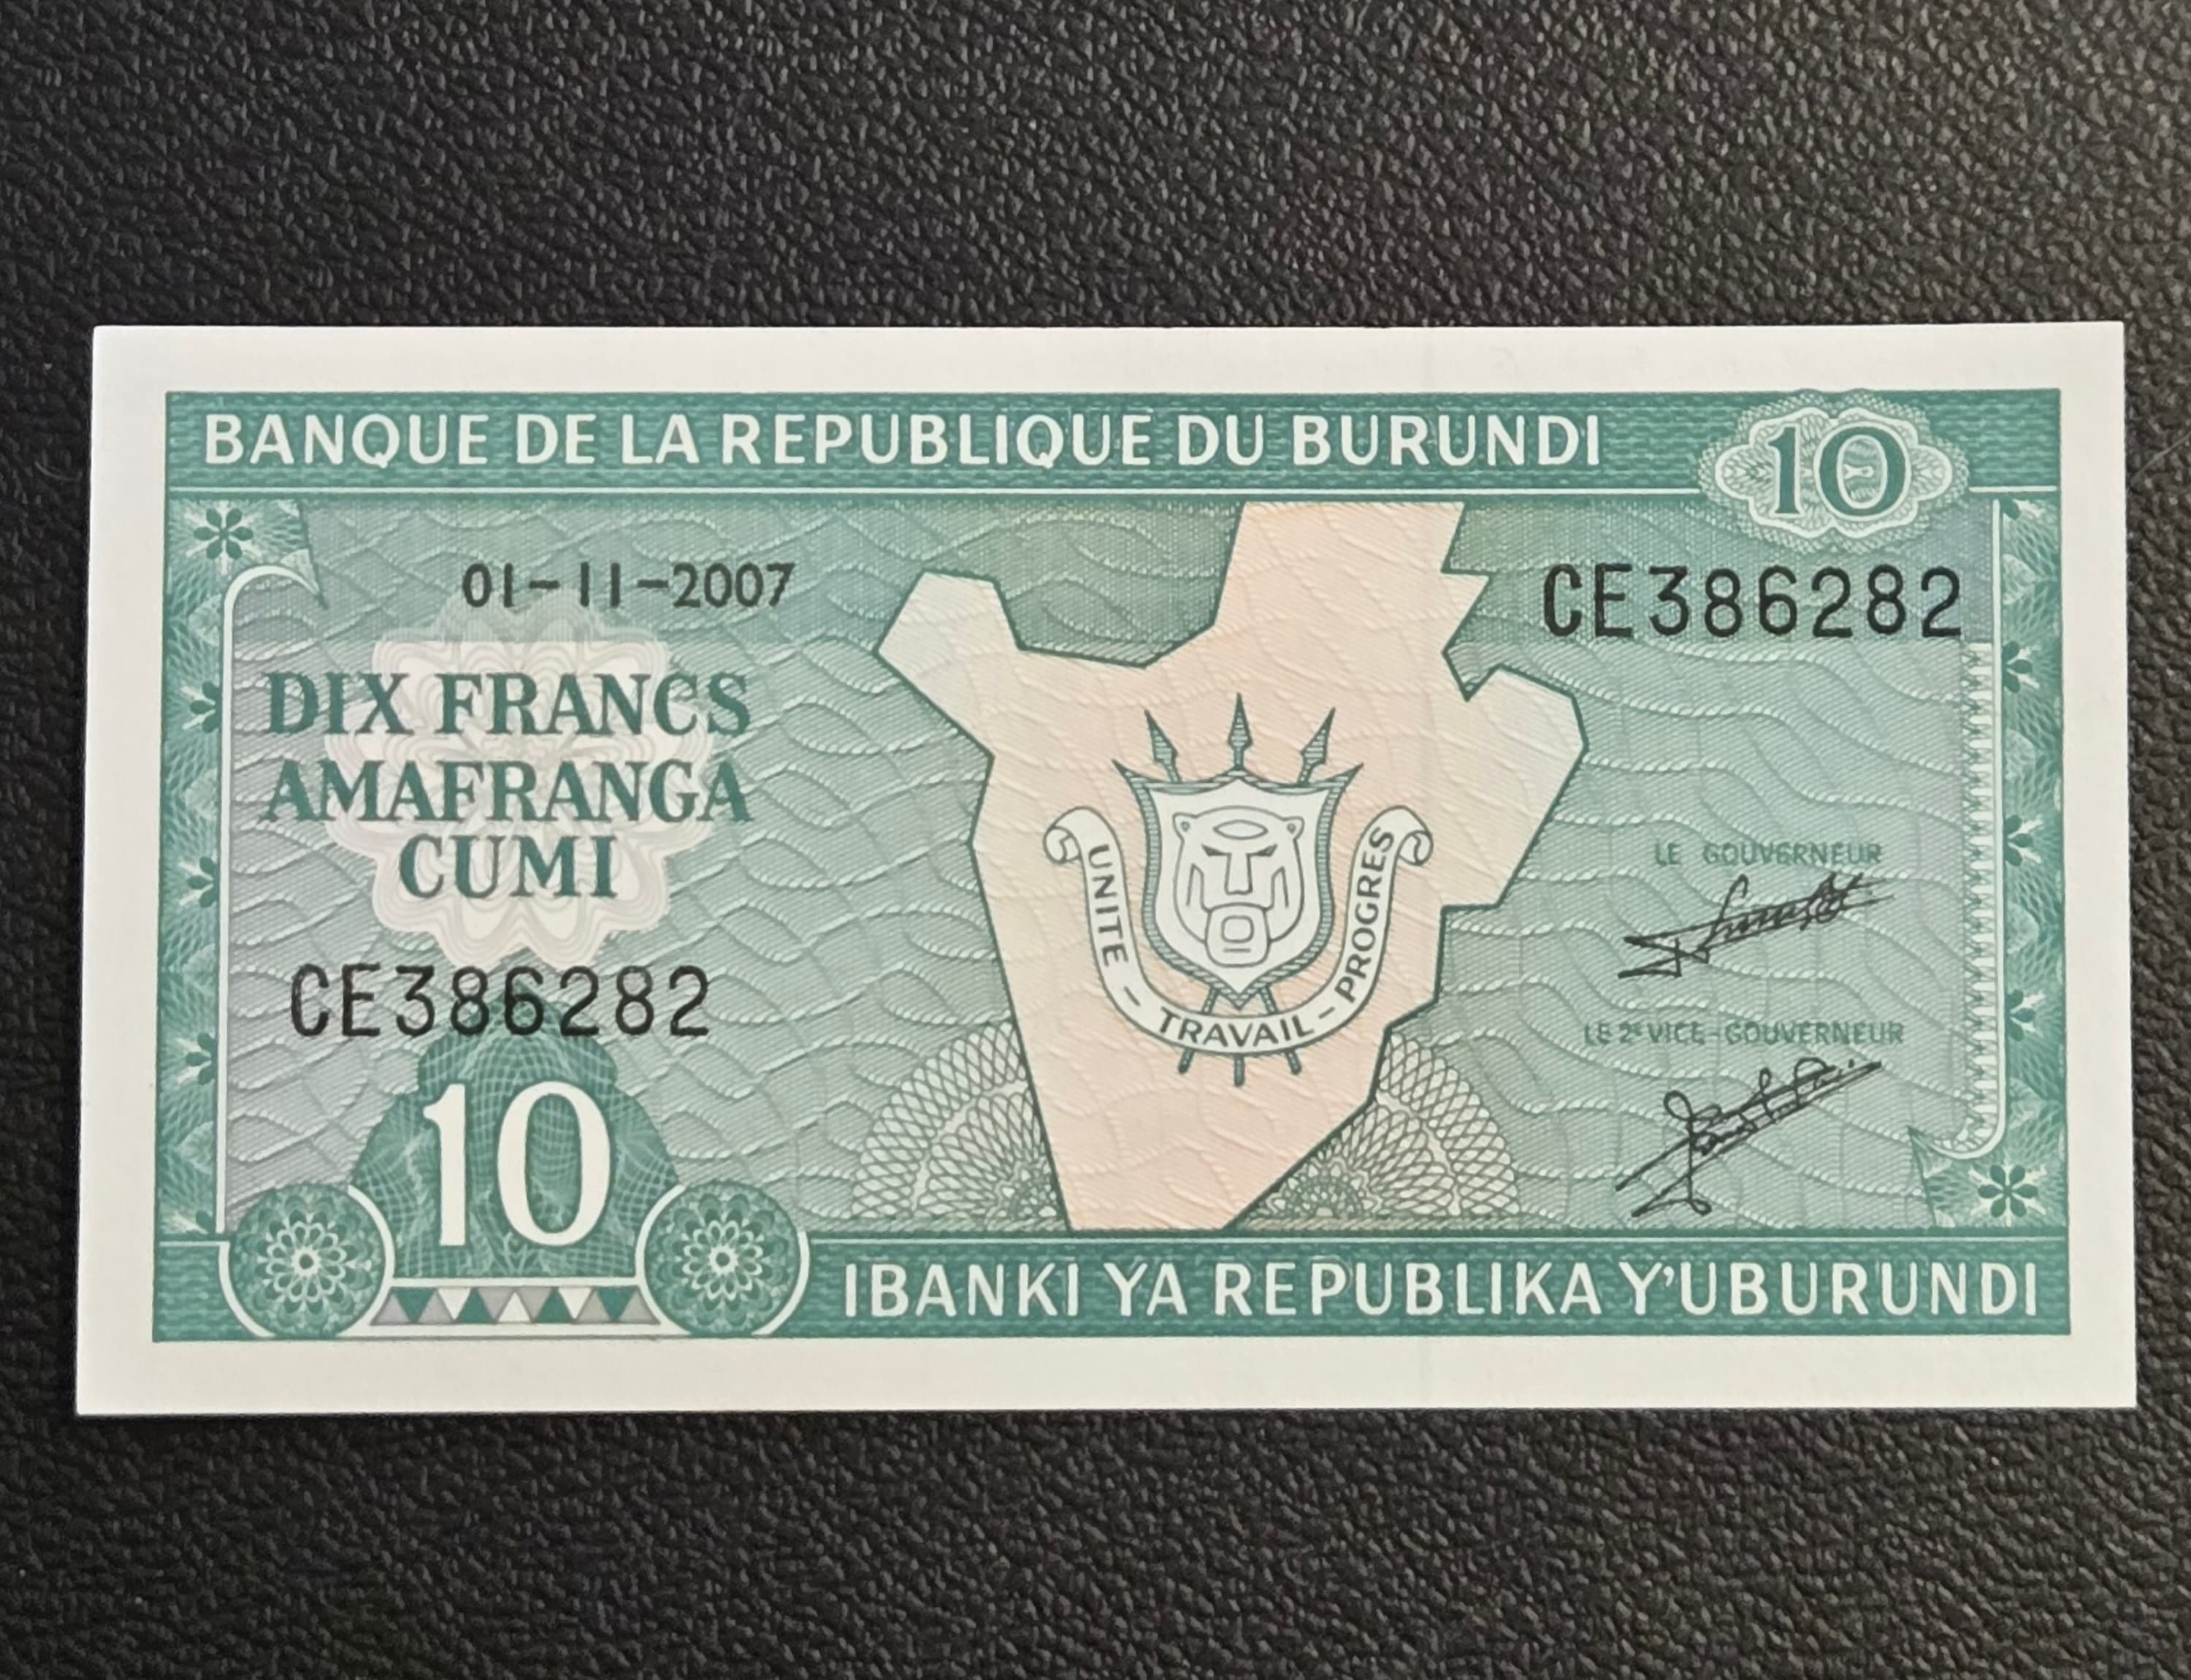 BANQUE DE LA REPUBLIQUE DU BURUNDI
10
01-11-2007
CE386282
DIX FRANCS
AMAFRANGA
CUMI
UNITE - TRAVAIL - PROGRES
LE GOUVERNEUR
CE386282
LE 2e VICE-GOUVERNEUR
10
IBANKI YA REPUBLIKA Y'UBURUNDI